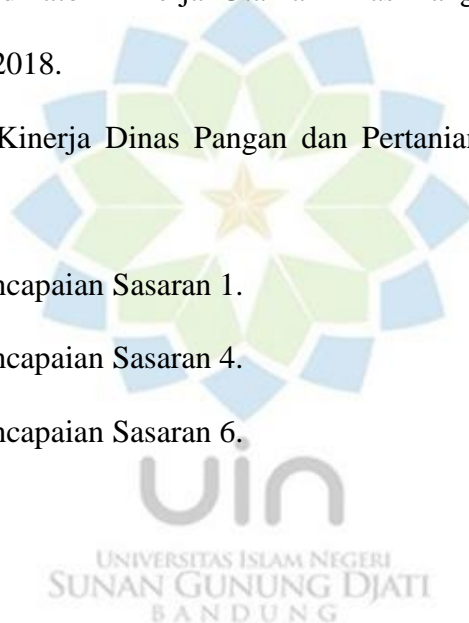 2018.
Kinerja Dinas Pangan dan Pertanian
ncapaian Sasaran 1.
ncapaian Sasaran 4.
ncapaian Sasaran 6.
uin
UNIVERSITAS ISLAM NEGERI
SUNAN GUNUNG DJATI
BANDUNG